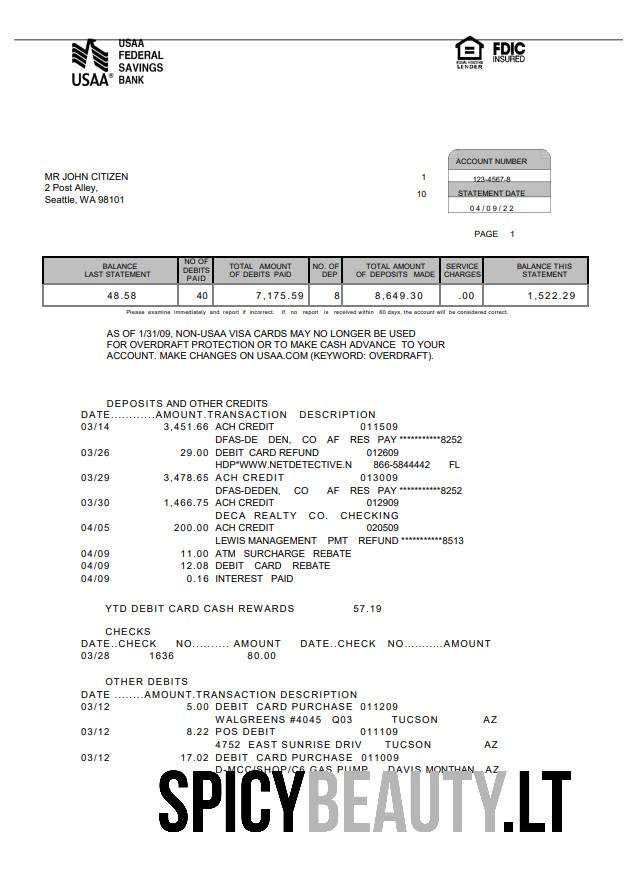 USAA
FEDERAL
SAVINGS
BANK
USAA®
EQUAL HOUSING
LENDER
FDIC
INSURED
ACCOUNT NUMBER
123-4567-8
STATEMENT DATE
04/09/22
MR JOHN CITIZEN
2 Post Alley,
Seattle, WA 98101
1
10
PAGE 1
BALANCE LAST STATEMENT NO OF DEBITS PAID TOTAL AMOUNT OF DEBITS PAID NO. OF DEP TOTAL AMOUNT OF DEPOSITS MADE SERVICE CHARGES BALANCE THIS STATEMENT
48.58 40 7,175.59 8 8,649.30 .00 1,522.29
Please examine immediately and report if incorrect. If. no report is received within 60 days, the account will be considered correct.
AS OF 1/31/09, NON-USAA VISA CARDS MAY NO LONGER BE USED
FOR OVERDRAFT PROTECTION OR TO MAKE CASH ADVANCE TO YOUR
ACCOUNT. MAKE CHANGES ON USAA.COM (KEYWORD: OVERDRAFT).
DEPOSITS AND OTHER CREDITS
DATE............AMOUNT.TRANSACTION DESCRIPTION
03/14 3,451.66 ACH CREDIT 011509
DFAS-DE DEN, CO AF RES PAY ***********8252
03/26 29.00 DEBIT CARD REFUND 012609
HDP*WWW.NETDETECTIVE.N 866-5844442 FL
03/29 3,478.65 ACH CREDIT 013009
DFAS-DEDEN, CO AF RES PAY ***********8252
03/30 1,466.75 ACH CREDIT 012909
DECA REALTY CO. CHECKING
04/05 200.00 ACH CREDIT 020509
LEWIS MANAGEMENT PMT REFUND ***********8513
04/09 11.00 ATM SURCHARGE REBATE
04/09 12.08 DEBIT CARD REBATE
04/09 0.16 INTEREST PAID
YTD DEBIT CARD CASH REWARDS 57.19
CHECKS
DATE..CHECK NO.......... AMOUNT DATE..CHECK NO..........AMOUNT
03/28 1636 80.00
OTHER DEBITS
DATE ........AMOUNT.TRANSACTION DESCRIPTION
03/12 5.00 DEBIT CARD PURCHASE 011209
WALGREENS #4045 Q03 TUCSON AZ
03/12 8.22 POS DEBIT 011109
4752 EAST SUNRISE DRIV TUCSON AZ
03/12 17.02 DEBIT CARD PURCHASE 011009
D-MCC/SHOP/C6 GAS PUMP DAVIS MONTHAN AZ
SPICYBEAUTY.LT